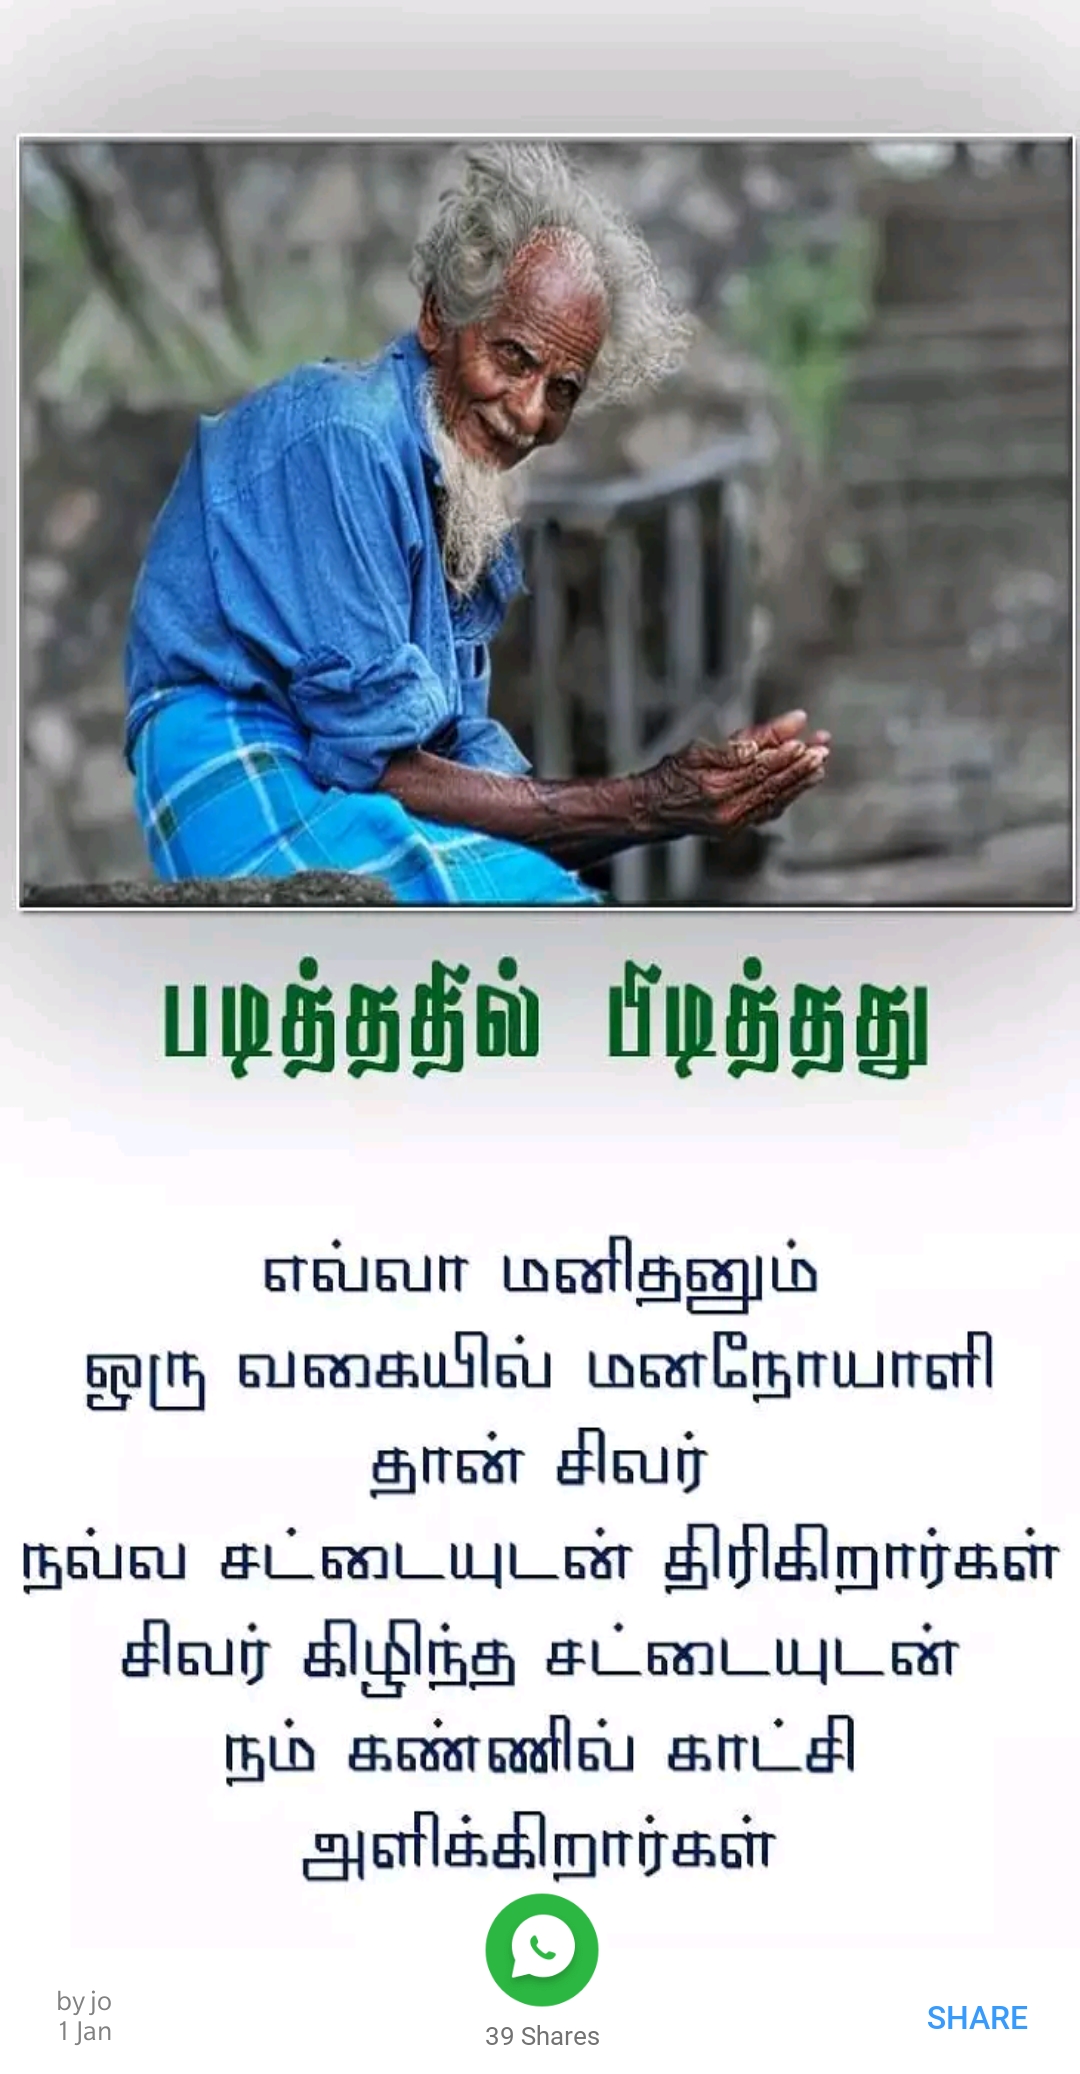 படித்ததில் பிடித்தது
எல்லா மனிதனும்
ஒரு வகையில் மனநோயாளி
தான் சிலர்
நல்ல சட்டையுடன் திரிகிறார்கள்
சிலர் கிழிந்த சட்டையுடன்
நம் கண்ணில் காட்சி
அளிக்கிறார்கள்
by jo
1 Jan
39 Shares
SHARE